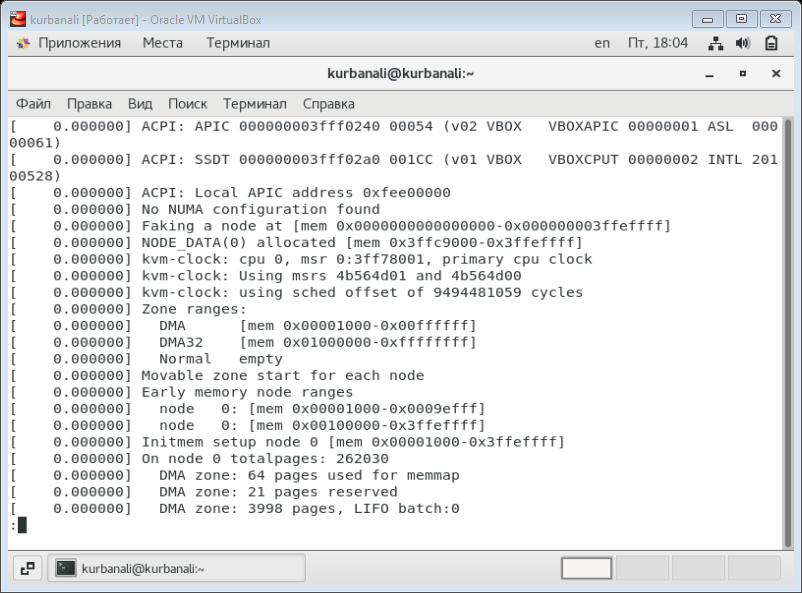 kurbanali [Работает] - Oracle VM VirtualBox
Приложения Места Терминал en Пт, 18:04
kurbanali@kurbanali:~
Файл Правка Вид Поиск Терминал Справка
[    0.000000] ACPI: APIC 000000003fff0240 00054 (v02 VBOX   VBOXAPIC 00000001 ASL  000
00061)
[    0.000000] ACPI: SSDT 000000003fff02a0 001CC (v01 VBOX   VBOXCPUT 00000002 INTL 201
00528)
[    0.000000] ACPI: Local APIC address 0xfee00000
[    0.000000] No NUMA configuration found
[    0.000000] Faking a node at [mem 0x0000000000000000-0x000000003ffeffff]
[    0.000000] NODE_DATA(0) allocated [mem 0x3ffc9000-0x3ffeffff]
[    0.000000] kvm-clock: cpu 0, msr 0:3ff78001, primary cpu clock
[    0.000000] kvm-clock: Using msrs 4b564d01 and 4b564d00
[    0.000000] kvm-clock: using sched offset of 9494481059 cycles
[    0.000000] Zone ranges:
[    0.000000]   DMA      [mem 0x00001000-0x00ffffff]
[    0.000000]   DMA32    [mem 0x01000000-0xffffffff]
[    0.000000]   Normal   empty
[    0.000000] Movable zone start for each node
[    0.000000] Early memory node ranges
[    0.000000]   node   0: [mem 0x00001000-0x0009efff]
[    0.000000]   node   0: [mem 0x00100000-0x3ffeffff]
[    0.000000] Initmem setup node 0 [mem 0x00001000-0x3ffeffff]
[    0.000000] On node 0 totalpages: 262030
[    0.000000]   DMA zone: 64 pages used for memmap
[    0.000000]   DMA zone: 21 pages reserved
[    0.000000]   DMA zone: 3998 pages, LIFO batch:0
:
kurbanali@kurbanali:~